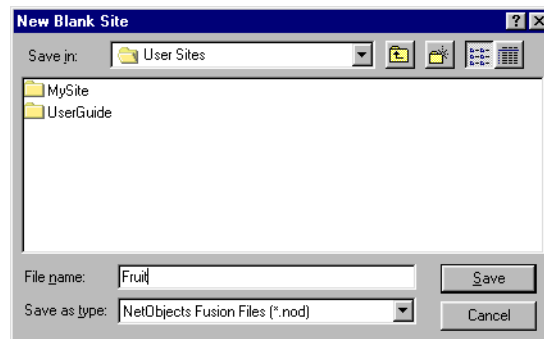 New Blank Site
Save in: User Sites
MySite
UserGuide
File name: Fruit Save
Save as type: NetObjects Fusion Files (*.nod) Cancel